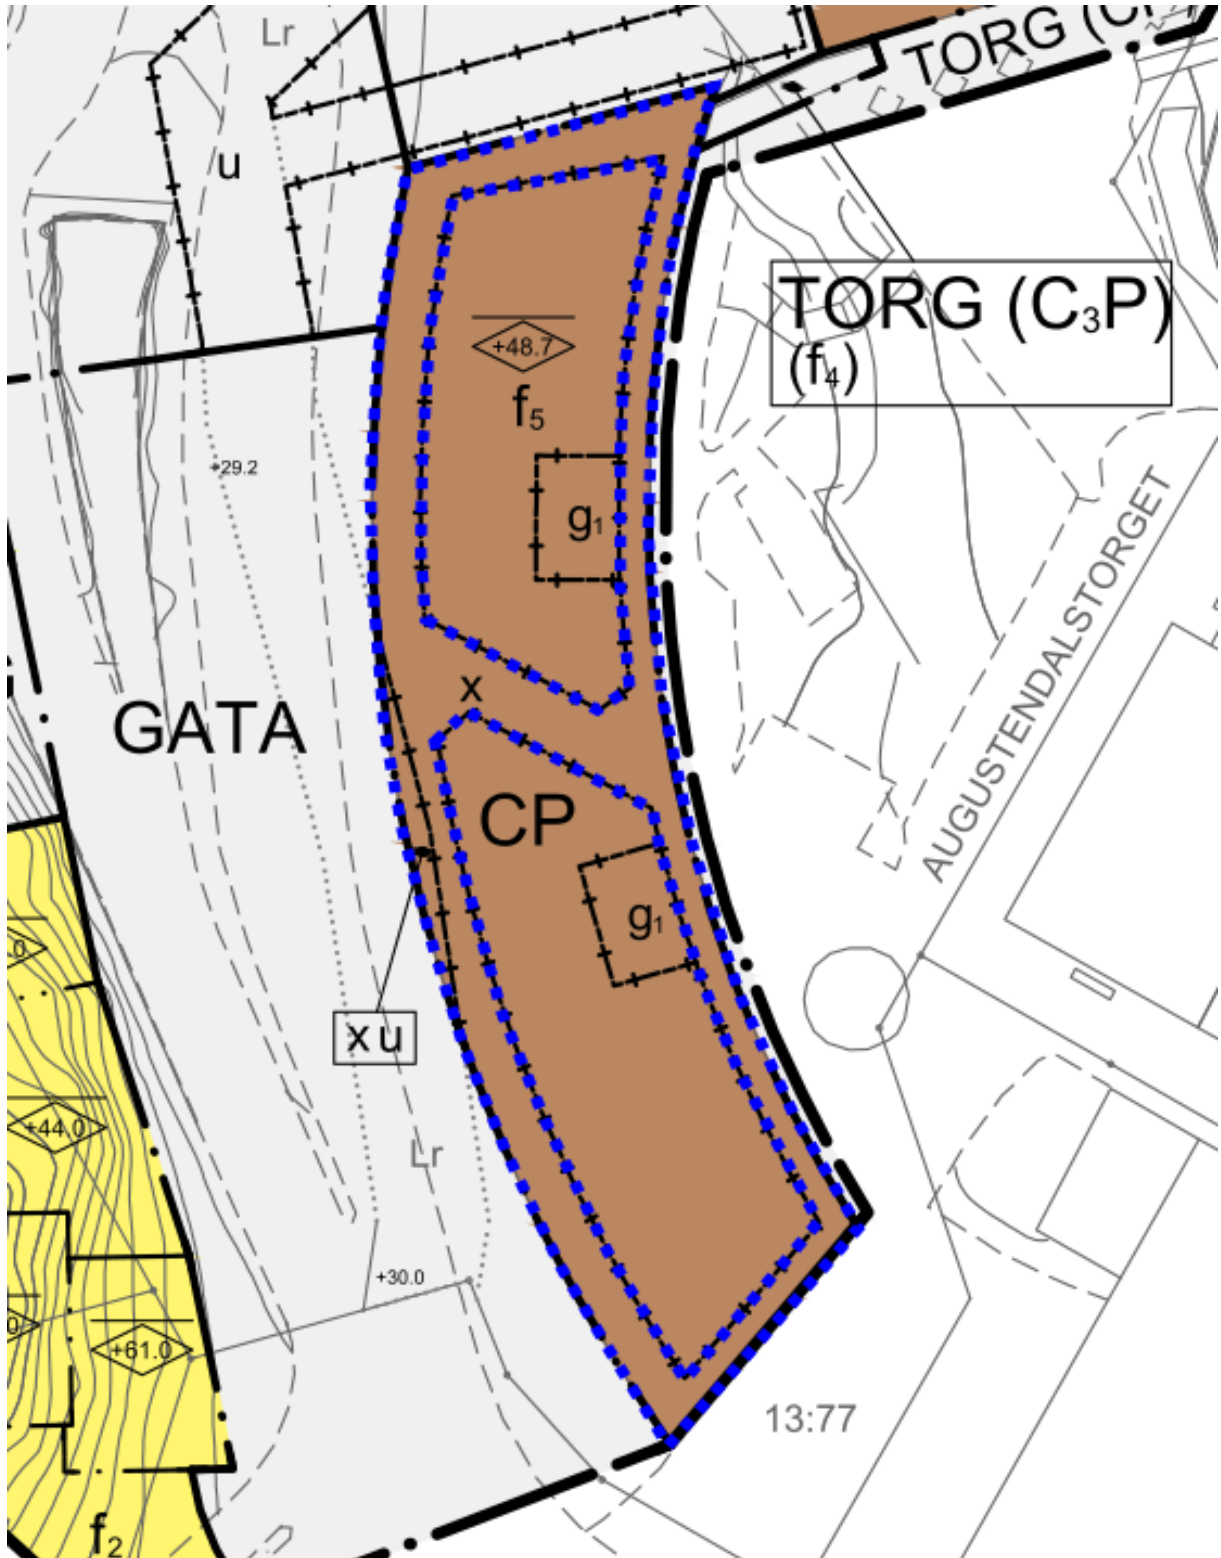 Lr
TORG (C
u
TORG (C₃P)
(f₄)
+48.7
f₅
+29.2
g₁
AUGUSTENDALSTORGET
x
GATA
CP
g₁
0
x u
+44.0
Lr
+30.0
+61.0
13:77
f₂